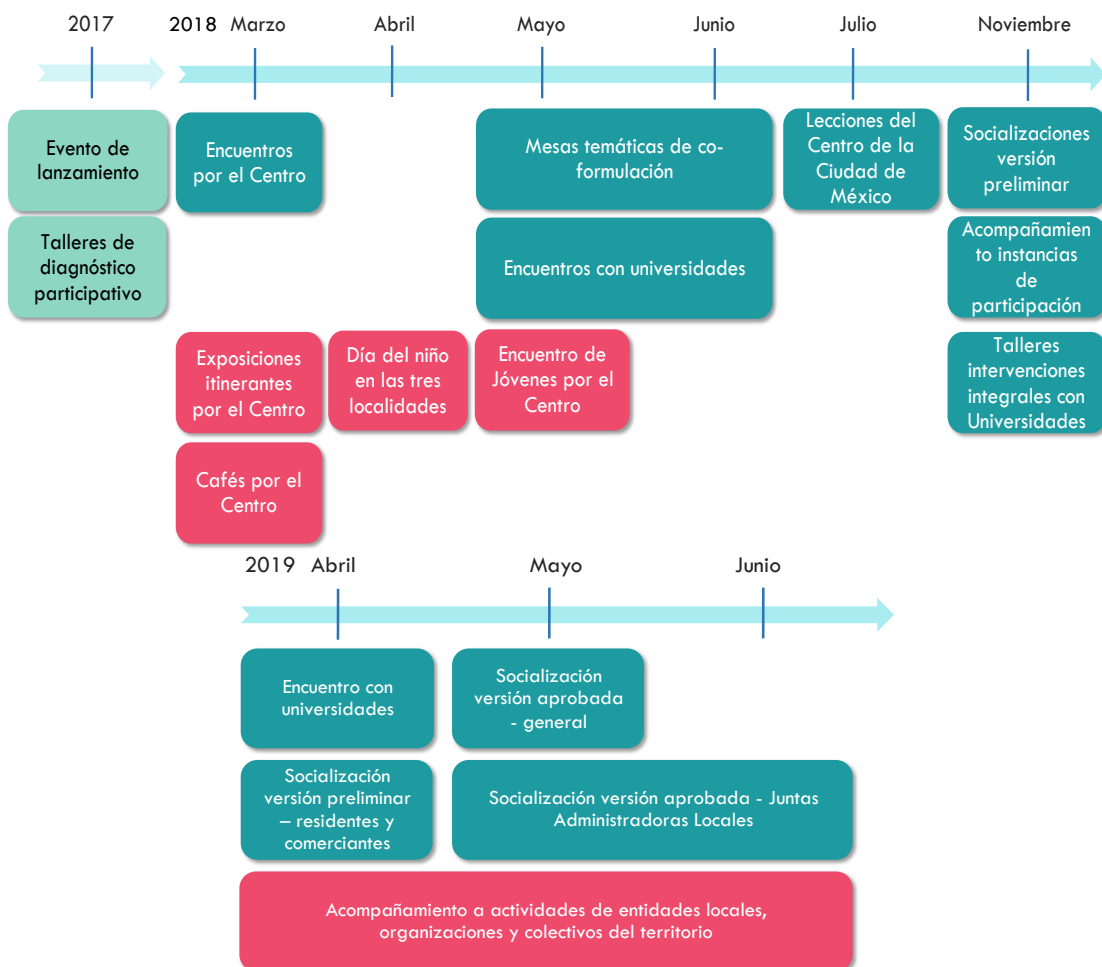 2017
2018 Marzo
Abril
Mayo
Junio
Julio
Noviembre
Evento de
lanzamiento
Encuentros
por el Centro
Mesas temáticas de co-
formulación
Lecciones del
Centro de la
Ciudad de
México
Socializaciones
versión
preliminar
Talleres de
diagnóstico
participativo
Encuentros con universidades
Acompañamien
to instancias
de
participación
Exposiciones
itinerantes
por el Centro
Día del niño
en las tres
localidades
Encuentro de
Jóvenes por el
Centro
Talleres
intervenciones
integrales con
Universidades
Cafés por el
Centro
2019 Abril
Mayo
Junio
Encuentro con
universidades
Socialización
versión aprobada
- general
Socialización
versión preliminar
– residentes y
comerciantes
Socialización versión aprobada - Juntas
Administradoras Locales
Acompañamiento a actividades de entidades locales,
organizaciones y colectivos del territorio